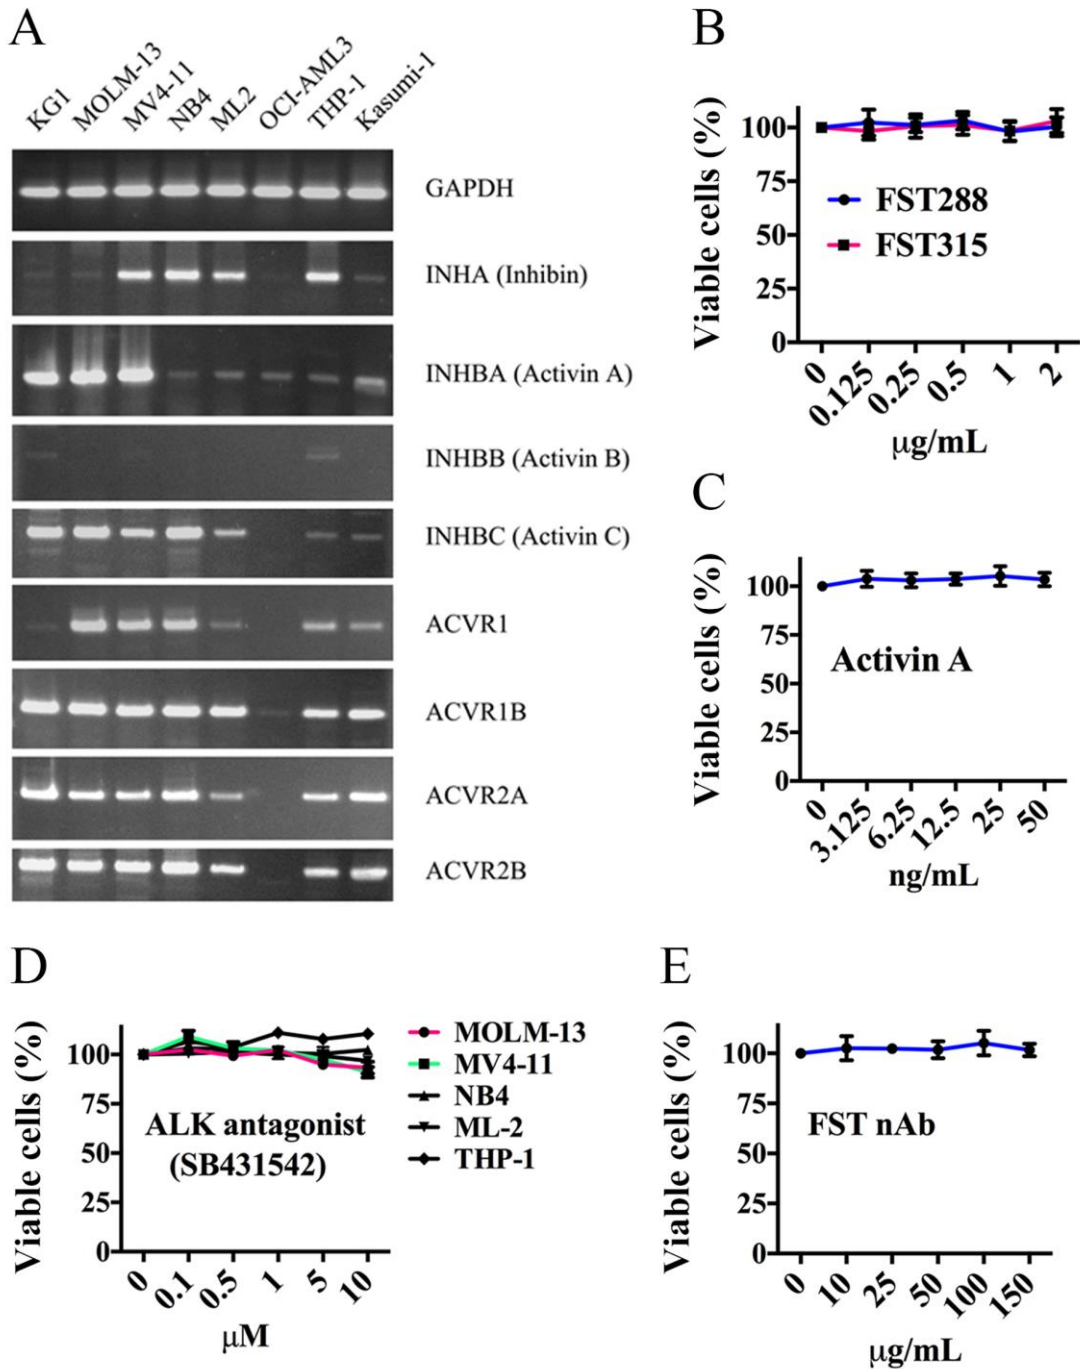 A
KG1
MOLM-13
MV4-11
NB4
ML2
OCI-AML3
THP-1
Kasumi-1
GAPDH
INHA (Inhibin)
INHBA (Activin A)
INHBB (Activin B)
INHBC (Activin C)
ACVR1
ACVR1B
ACVR2A
ACVR2B
B
Viable cells (%)
100
75
50
25
0
FST288
FST315
0
0.125
0.25
0.5
1
2
μg/mL
C
Viable cells (%)
100
75
50
25
0
Activin A
0
3.125
6.25
12.5
25
50
ng/mL
D
Viable cells (%)
100
75
50
25
0
ALK antagonist
(SB431542)
MOLM-13
MV4-11
NB4
ML-2
THP-1
0
0.1
0.5
1
5
10
μM
E
Viable cells (%)
100
75
50
25
0
FST nAb
0
10
25
50
100
150
μg/mL